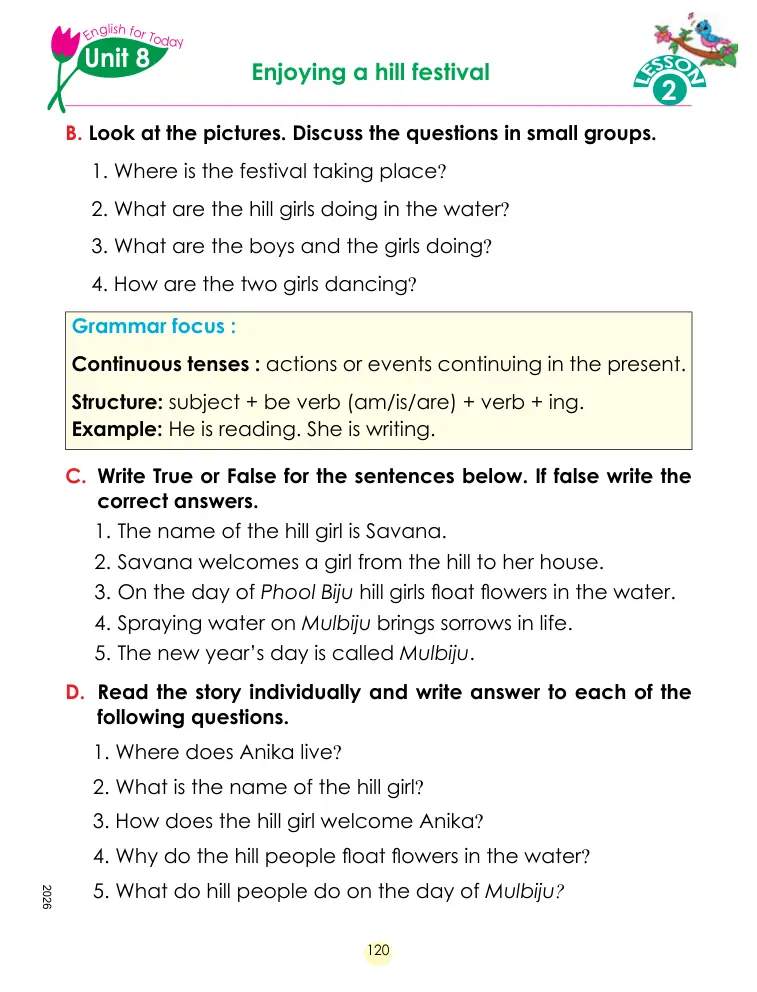 English for Today
Unit 8
Enjoying a hill festival
LESSON
2
B. Look at the pictures. Discuss the questions in small groups.
1. Where is the festival taking place?
2. What are the hill girls doing in the water?
3. What are the boys and the girls doing?
4. How are the two girls dancing?
Grammar focus :
Continuous tenses : actions or events continuing in the present.
Structure: subject + be verb (am/is/are) + verb + ing.
Example: He is reading. She is writing.
C. Write True or False for the sentences below. If false write the
correct answers.
1. The name of the hill girl is Savana.
2. Savana welcomes a girl from the hill to her house.
3. On the day of Phool Biju hill girls float flowers in the water.
4. Spraying water on Mulbiju brings sorrows in life.
5. The new year’s day is called Mulbiju.
D. Read the story individually and write answer to each of the
following questions.
1. Where does Anika live?
2. What is the name of the hill girl?
3. How does the hill girl welcome Anika?
4. Why do the hill people float flowers in the water?
5. What do hill people do on the day of Mulbiju?
2026
120